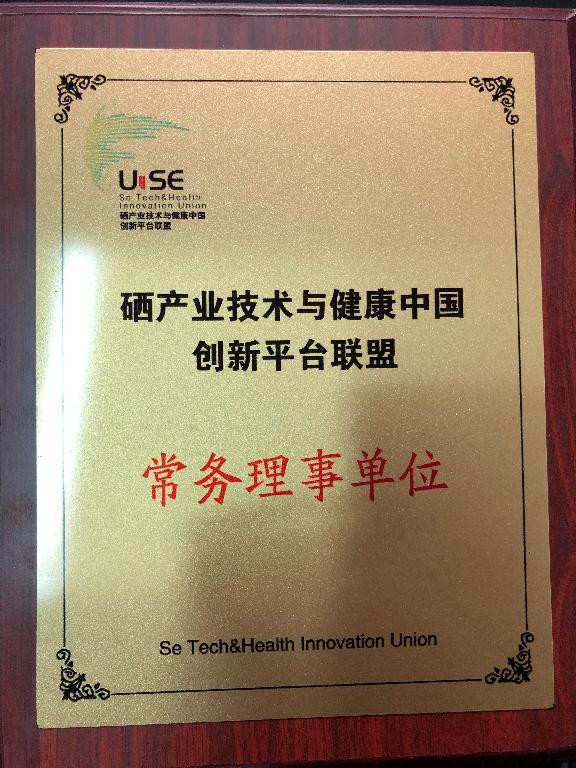 U SE
Se Tech&Health
Innovation Union
硒产业技术与健康中国
创新平台联盟
硒产业技术与健康中国
创新平台联盟
常务理事单位
Se Tech&Health Innovation Union